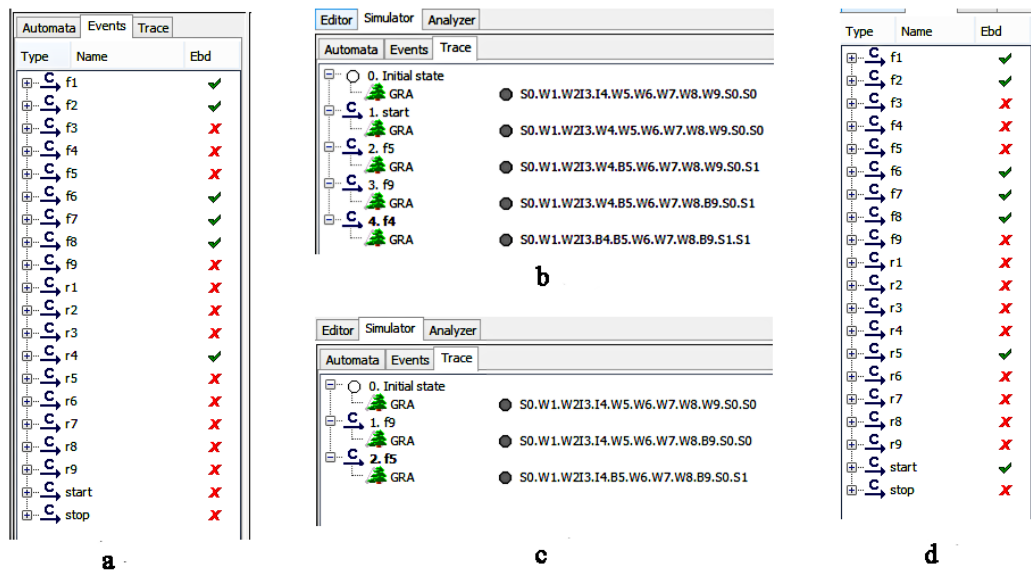 Automata Events Trace
Type Name Ebd
C f1
C f2
C f3
C f4
C f5
C f6
C f7
C f8
C f9
C r1
C r2
C r3
C r4
C r5
C r6
C r7
C r8
C r9
C start
C stop
a
Editor Simulator Analyzer
Automata Events Trace
0. Initial state
GRA S0.W1.W2I3.I4.W5.W6.W7.W8.W9.S0.S0
C 1. start
GRA S0.W1.W2I3.W4.W5.W6.W7.W8.W9.S0.S0
C 2. f5
GRA S0.W1.W2I3.W4.B5.W6.W7.W8.W9.S0.S1
C 3. f9
GRA S0.W1.W2I3.W4.B5.W6.W7.W8.B9.S0.S1
C 4. f4
GRA S0.W1.W2I3.B4.B5.W6.W7.W8.B9.S1.S1
b
Editor Simulator Analyzer
Automata Events Trace
0. Initial state
GRA S0.W1.W2I3.I4.W5.W6.W7.W8.W9.S0.S0
C 1. f9
GRA S0.W1.W2I3.I4.W5.W6.W7.W8.B9.S0.S0
C 2. f5
GRA S0.W1.W2I3.I4.B5.W6.W7.W8.B9.S0.S1
c
Type Name Ebd
C f1
C f2
C f3
C f4
C f5
C f6
C f7
C f8
C f9
C r1
C r2
C r3
C r4
C r5
C r6
C r7
C r8
C r9
C start
C stop
d